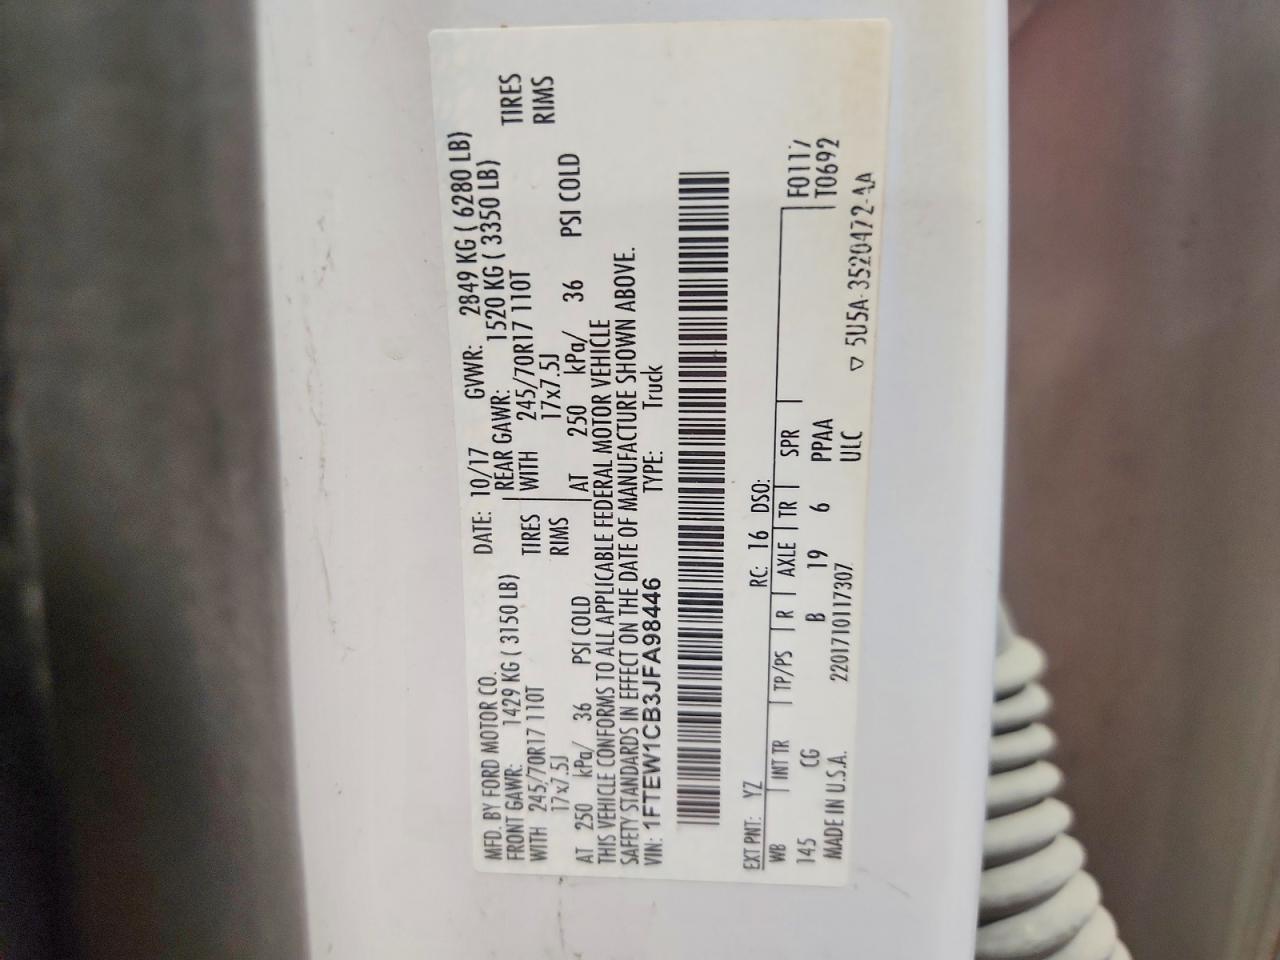 MFD. BY FORD MOTOR CO.
DATE: 10/17 GVWR: 2849 KG ( 6280 LB)
FRONT GAWR: 1429 KG ( 3150 LB) REAR GAWR: 1520 KG ( 3350 LB)
WITH 245/70R17 110T TIRES WITH 245/70R17 110T TIRES
17x7.5J RIMS 17x7.5J RIMS
AT 250 kPa/ 36 PSI COLD AT 250 kPa/ 36 PSI COLD
THIS VEHICLE CONFORMS TO ALL APPLICABLE FEDERAL MOTOR VEHICLE
SAFETY STANDARDS IN EFFECT ON THE DATE OF MANUFACTURE SHOWN ABOVE.
VIN: 1FTEW1CB3JFA98446 TYPE: Truck
EXT PNT: YZ RC: 16 DSO:
WB INT TR TP/PS R AXLE TR SPR F0117
145 CG B 19 6 PPAA T0692
MADE IN U.S.A. 2201710117307 ULC ▽ 5U5A-3520472-AA